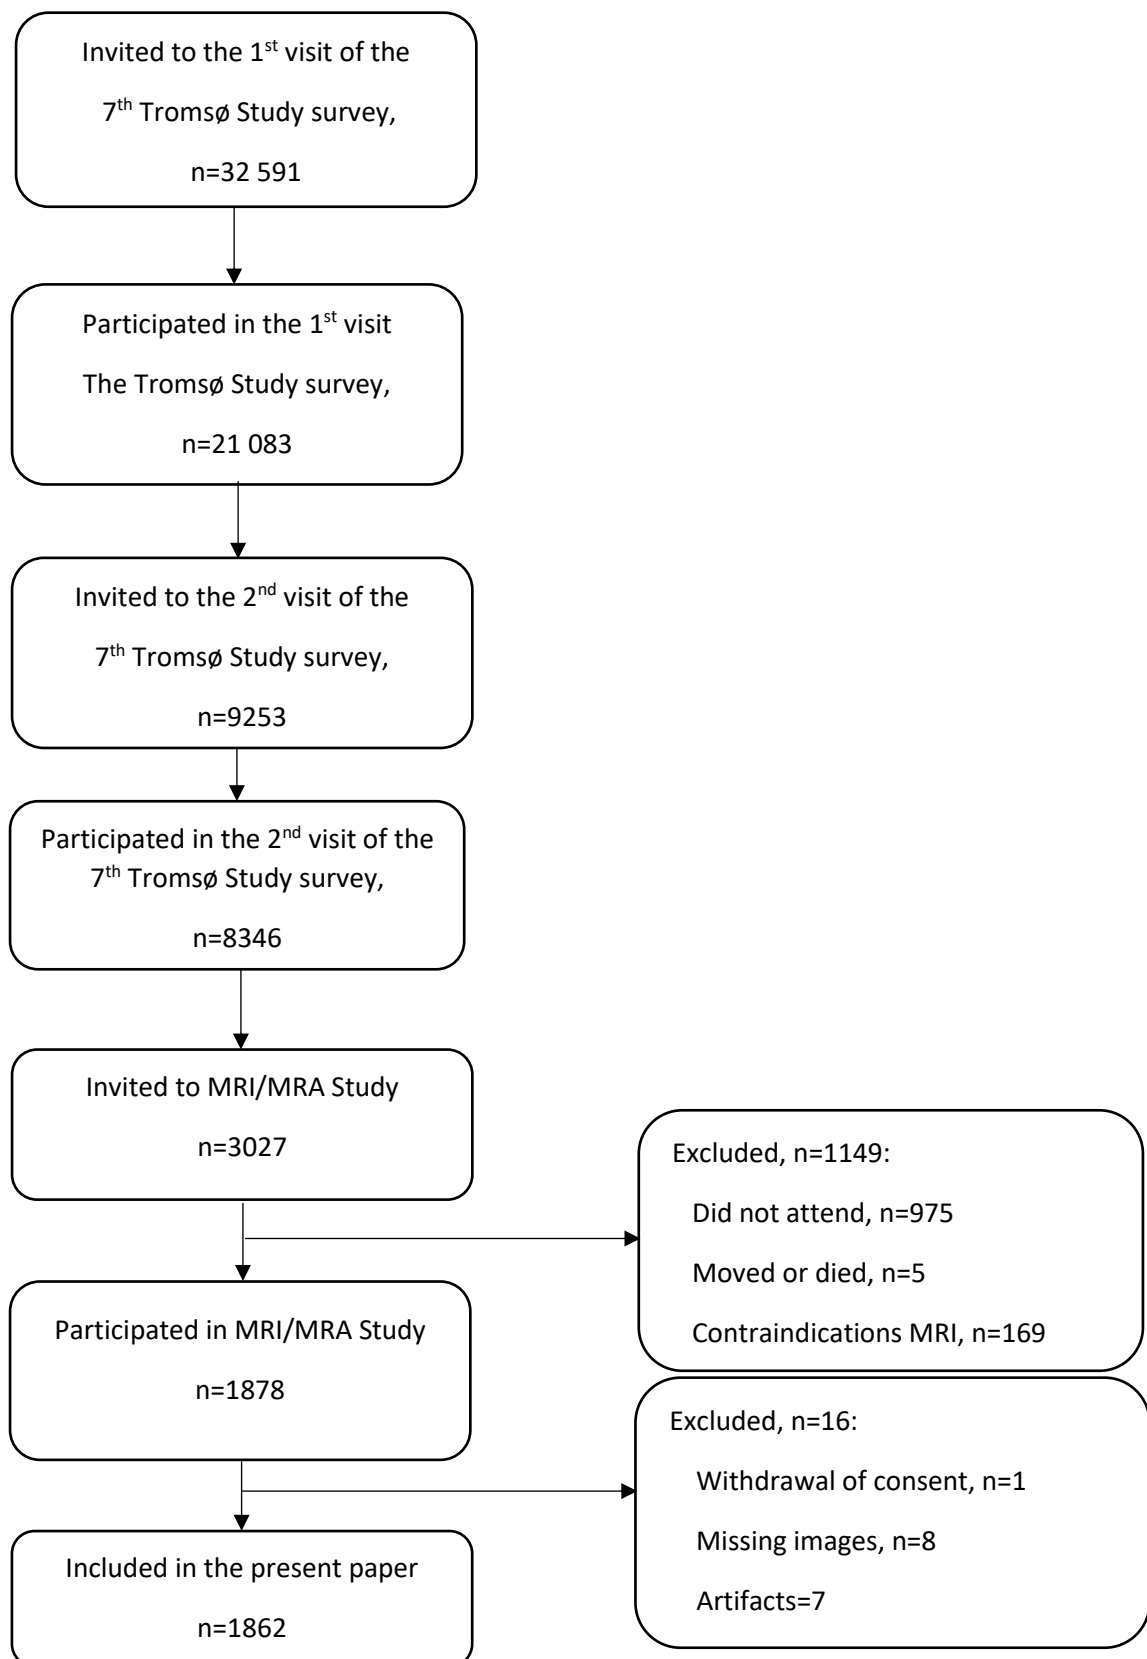 Invited to the 1st visit of the
7th Tromsø Study survey,
n=32 591
Participated in the 1st visit
The Tromsø Study survey,
n=21 083
Invited to the 2nd visit of the
7th Tromsø Study survey,
n=9253
Participated in the 2nd visit of the
7th Tromsø Study survey,
n=8346
Invited to MRI/MRA Study
n=3027
Excluded, n=1149:
Did not attend, n=975
Moved or died, n=5
Contraindications MRI, n=169
Participated in MRI/MRA Study
n=1878
Excluded, n=16:
Withdrawal of consent, n=1
Missing images, n=8
Artifacts=7
Included in the present paper
n=1862